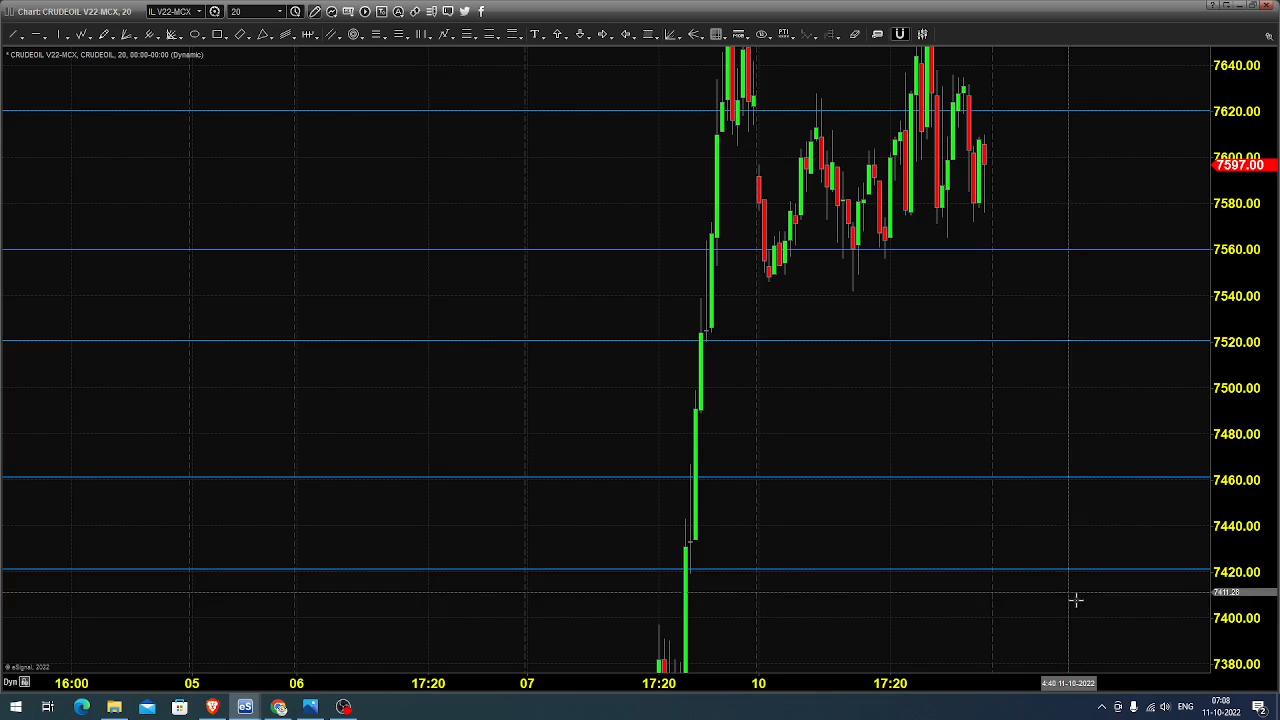 Chart: CRUDEOIL V22-MCX, 20
IL V22-MCX
20
* CRUDEOIL V22-MCX, CRUDEOIL, 20, 00:00-00:00 (Dynamic)
7640.00
7620.00
7600.00
7597.00
7580.00
7560.00
7540.00
7520.00
7500.00
7480.00
7460.00
7440.00
7420.00
7411.28
7400.00
7380.00
© eSignal, 2022
Dyn
16:00 05 06 17:20 07 17:20 10 17:20
4:40 11-10-2022
eS
ENG
07:08
11-10-2022
2